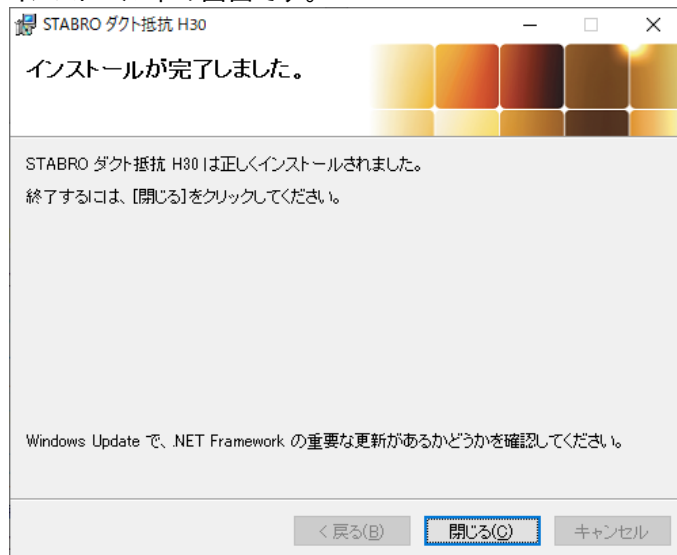 STABRO ダクト抵抗 H30
インストールが完了しました。
STABRO ダクト抵抗 H30 は正しくインストールされました。
終了するには、[閉じる]をクリックしてください。
Windows Update で、.NET Framework の重要な更新があるかどうかを確認してください。
< 戻る(B) 閉じる(C) キャンセル